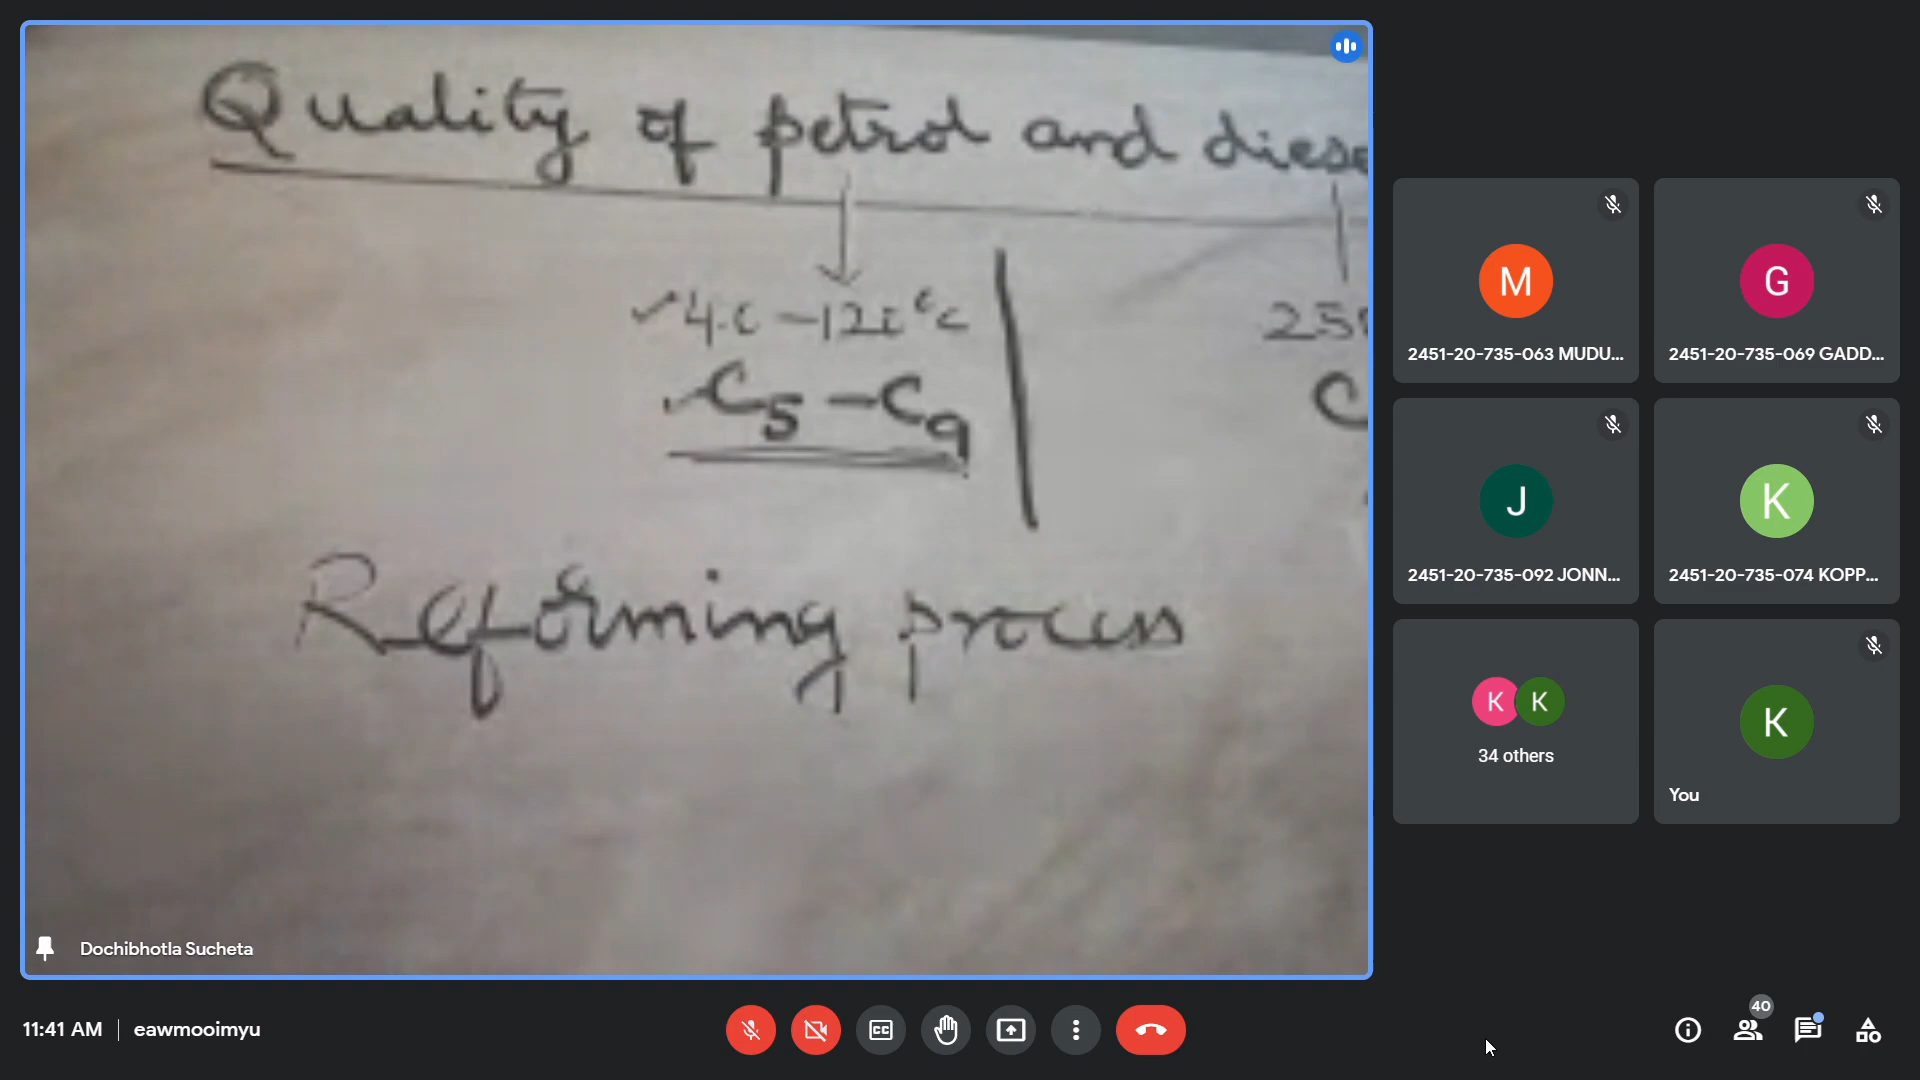 Quality of petrol and diese
40 - 120°C
C5 - C9
Reforming process
Dochibhotla Sucheta
2451-20-735-063 MUDU...
2451-20-735-069 GADD...
2451-20-735-092 JONN...
2451-20-735-074 KOPP...
34 others
You
M
G
J
K
K
K
K
11:41 AM
eawmooimyu
CC
40